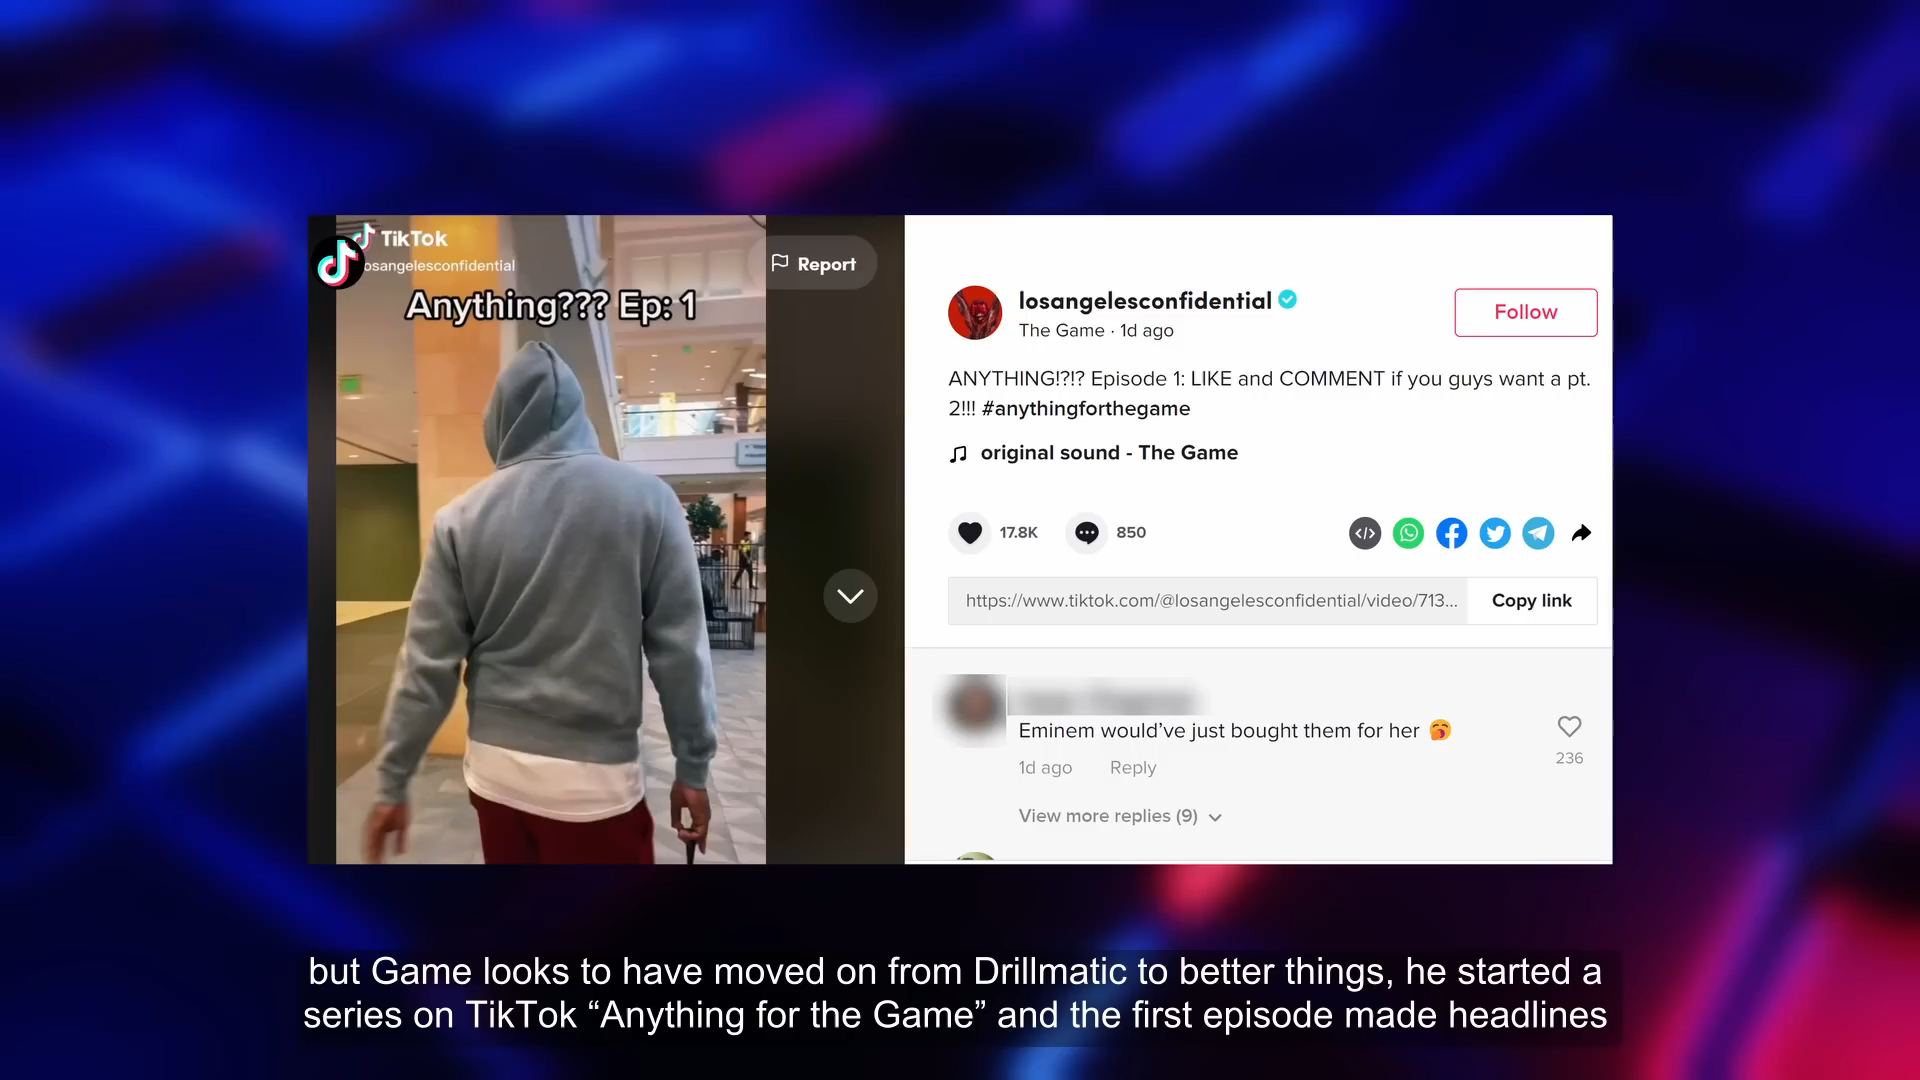 TikTok
osangelesconfidential
Anything??? Ep: 1
Report
losangelesconfidential
The Game · 1d ago
Follow
ANYTHING!?!? Episode 1: LIKE and COMMENT if you guys want a pt.
2!!! #anythingforthegame
original sound - The Game
17.8K
850
https://www.tiktok.com/@losangelesconfidential/video/713...
Copy link
Eminem would've just bought them for her 🥱
236
1d ago
Reply
View more replies (9)
but Game looks to have moved on from Drillmatic to better things, he started a
series on TikTok “Anything for the Game” and the first episode made headlines